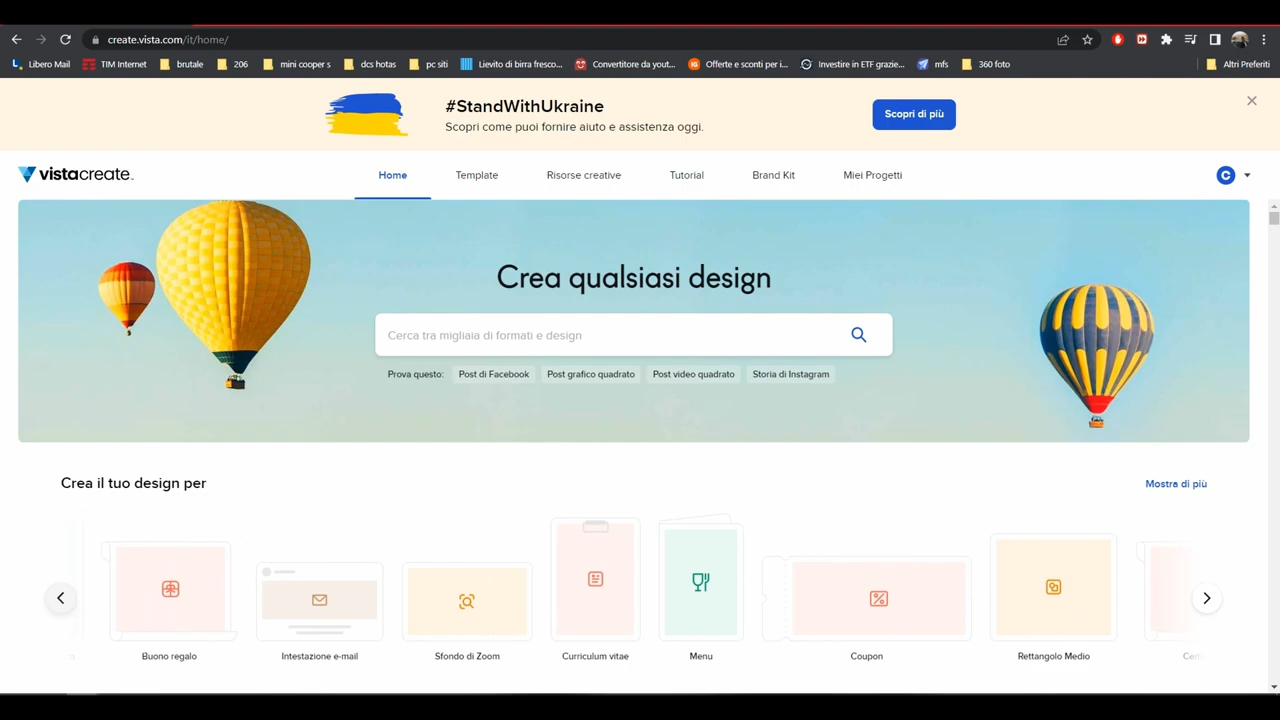 create.vista.com/it/home/
Libero Mail TIM Internet brutale 206 mini cooper s dcs hotas pc siti Lievito di birra fresco... Convertitore da yout... Offerte e sconti per i... Investire in ETF grazie... mfs 360 foto Altri Preferiti
#StandWithUkraine
Scopri come puoi fornire aiuto e assistenza oggi.
Scopri di più
vistacreate.
Home Template Risorse creative Tutorial Brand Kit Miei Progetti C
Crea qualsiasi design
Cerca tra migliaia di formati e design
Prova questo: Post di Facebook Post grafico quadrato Post video quadrato Storia di Instagram
Crea il tuo design per Mostra di più
Buono regalo Intestazione e-mail Sfondo di Zoom Curriculum vitae Menu Coupon Rettangolo Medio